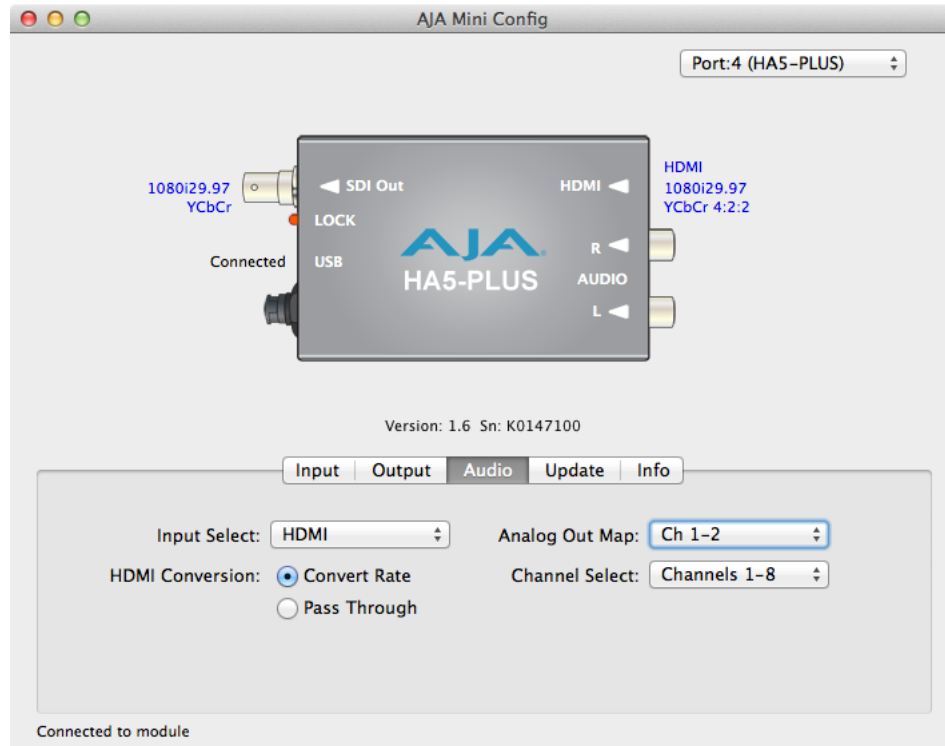 AJA Mini Config
Port:4 (HA5-PLUS)
1080i29.97
YCbCr
SDI Out
HDMI
HDMI
1080i29.97
YCbCr 4:2:2
LOCK
R
Connected
USB
AJA
HA5-PLUS
AUDIO
L
Version: 1.6 Sn: K0147100
Input Output Audio Update Info
Input Select: HDMI Analog Out Map: Ch 1-2
HDMI Conversion: Convert Rate Channel Select: Channels 1-8
Pass Through
Connected to module